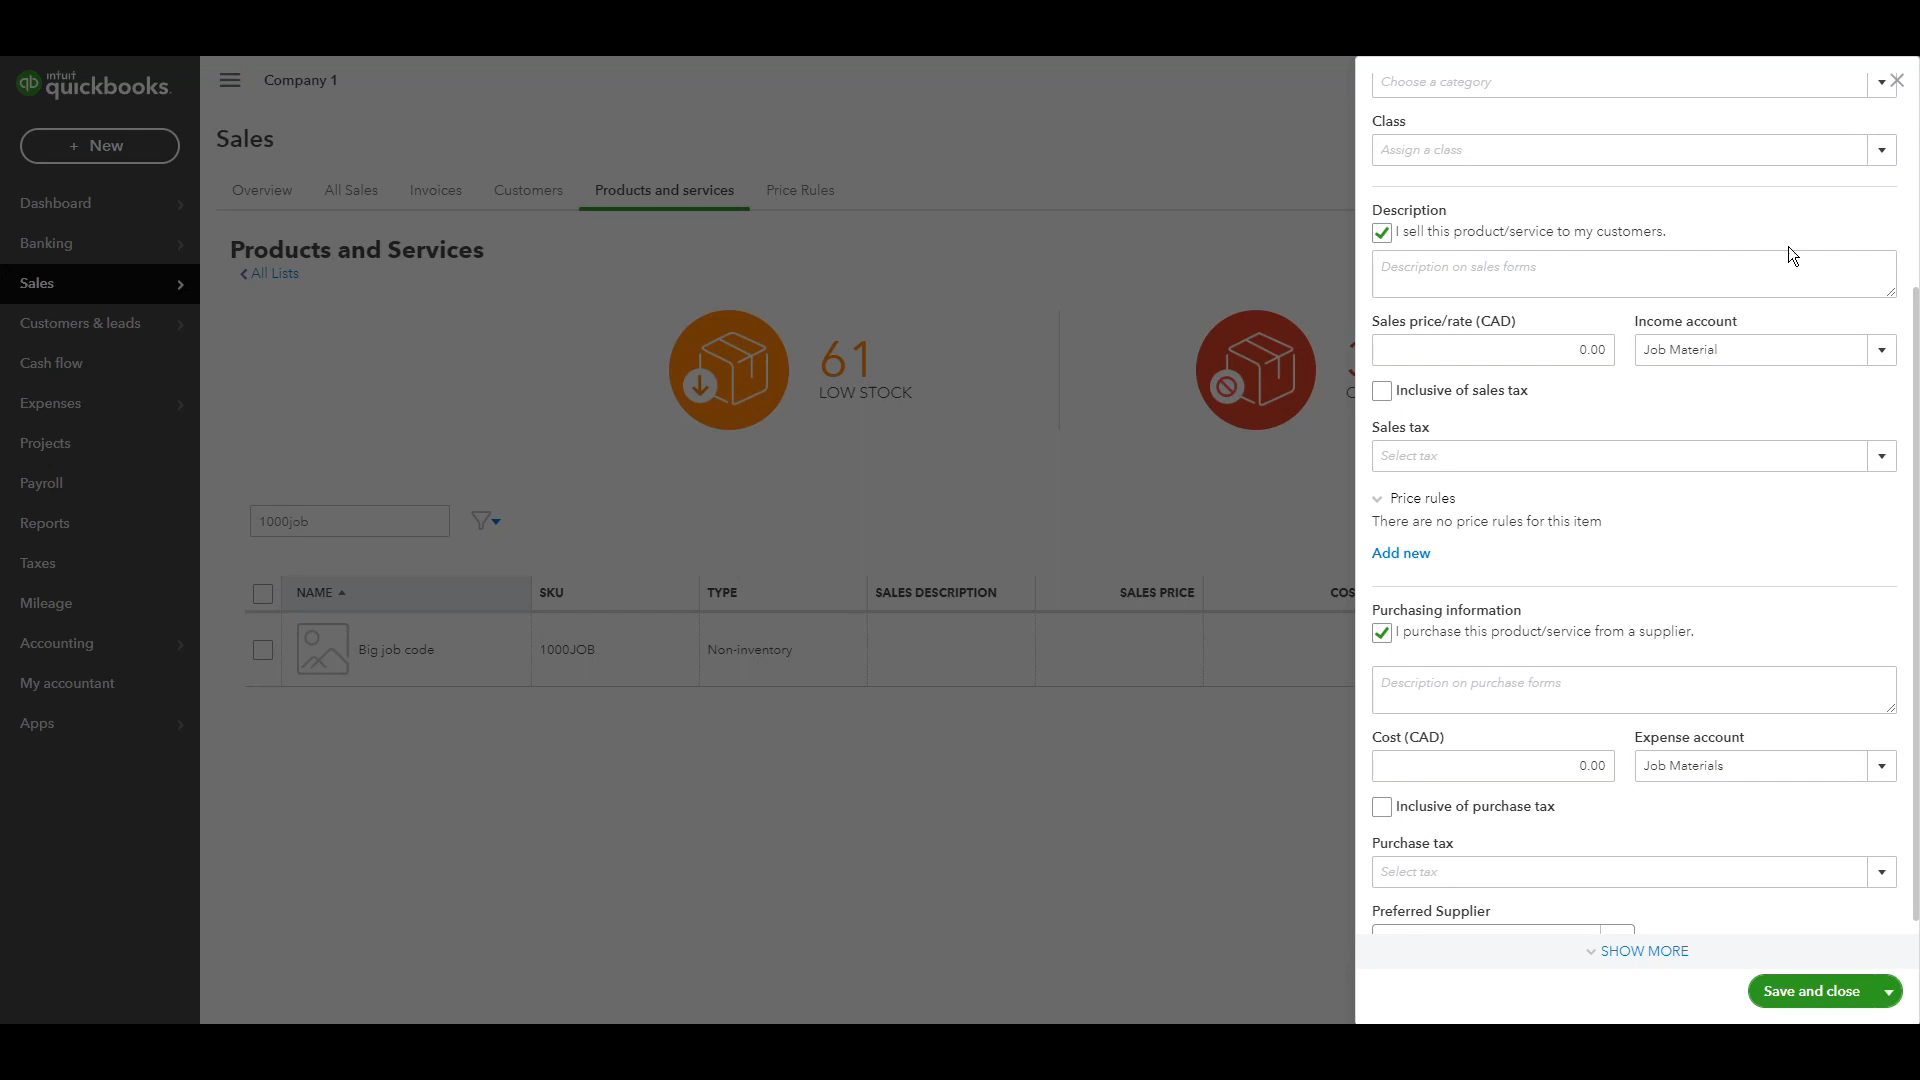 intuit
quickbooks.
+ New
Dashboard
Banking
Sales
Customers & leads
Cash flow
Expenses
Projects
Payroll
Reports
Taxes
Mileage
Accounting
My accountant
Apps
Company 1
Sales
Overview
All Sales
Invoices
Customers
Products and services
Price Rules
Products and Services
All Lists
61
LOW STOCK
1000job
NAME
SKU
TYPE
SALES DESCRIPTION
SALES PRICE
Big job code
1000JOB
Non-inventory
Choose a category
Class
Assign a class
Description
I sell this product/service to my customers.
Description on sales forms
Sales price/rate (CAD)
Income account
0.00
Job Material
Inclusive of sales tax
Sales tax
Select tax
Price rules
There are no price rules for this item
Add new
Purchasing information
I purchase this product/service from a supplier.
Description on purchase forms
Cost (CAD)
Expense account
0.00
Job Materials
Inclusive of purchase tax
Purchase tax
Select tax
Preferred Supplier
SHOW MORE
Save and close